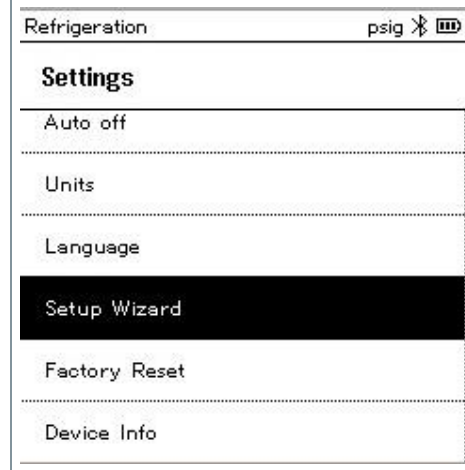 Refrigeration psig
Settings
Auto off
Units
Language
Setup Wizard
Factory Reset
Device Info